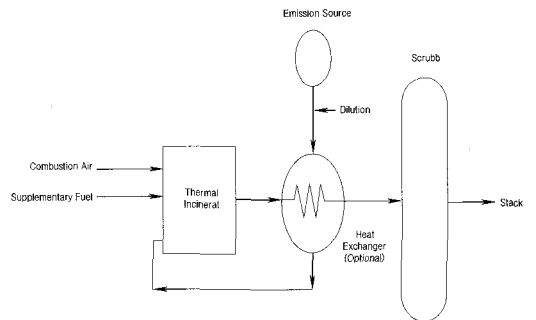 Emission Source
Scrubb
Dilution
Combustion Air
Supplementary Fuel
Thermal
Incinerat
Stack
Heat
Exchanger
(Optional)